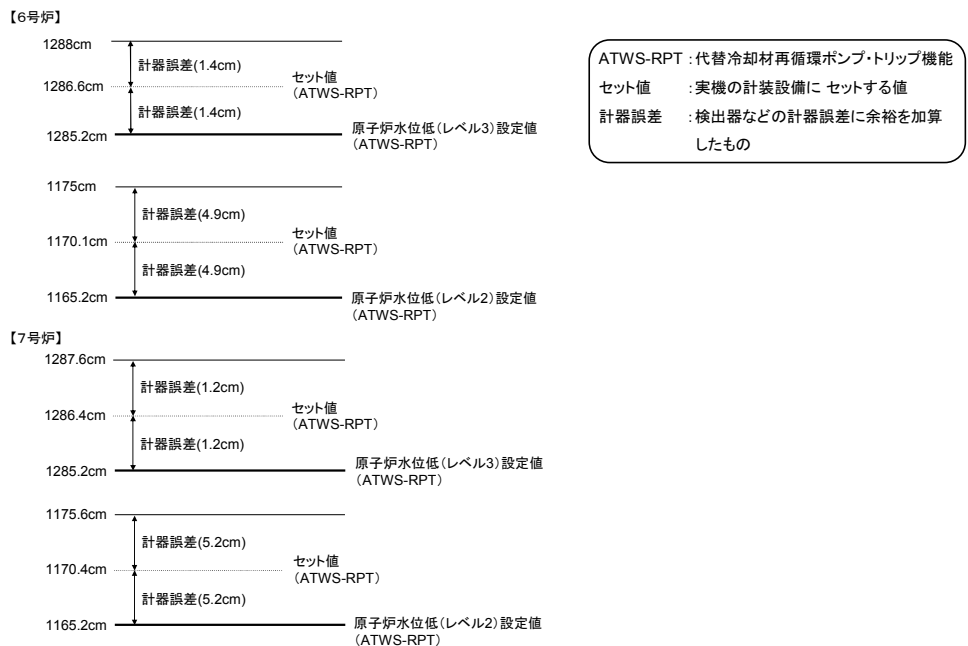 【6号炉】
1288cm
計器誤差(1.4cm)
1286.6cm
セット値
（ATWS-RPT）
計器誤差(1.4cm)
1285.2cm
原子炉水位低（レベル3）設定値
（ATWS-RPT）
1175cm
計器誤差(4.9cm)
1170.1cm
セット値
（ATWS-RPT）
計器誤差(4.9cm)
1165.2cm
原子炉水位低（レベル2）設定値
（ATWS-RPT）
【7号炉】
1287.6cm
計器誤差(1.2cm)
1286.4cm
セット値
（ATWS-RPT）
計器誤差(1.2cm)
1285.2cm
原子炉水位低（レベル3）設定値
（ATWS-RPT）
1175.6cm
計器誤差(5.2cm)
1170.4cm
セット値
（ATWS-RPT）
計器誤差(5.2cm)
1165.2cm
原子炉水位低（レベル2）設定値
（ATWS-RPT）
ATWS-RPT：代替冷却材再循環ポンプ・トリップ機能
セット値　：実機の計装設備に セットする値
計器誤差　：検出器などの計器誤差に余裕を加算
したもの